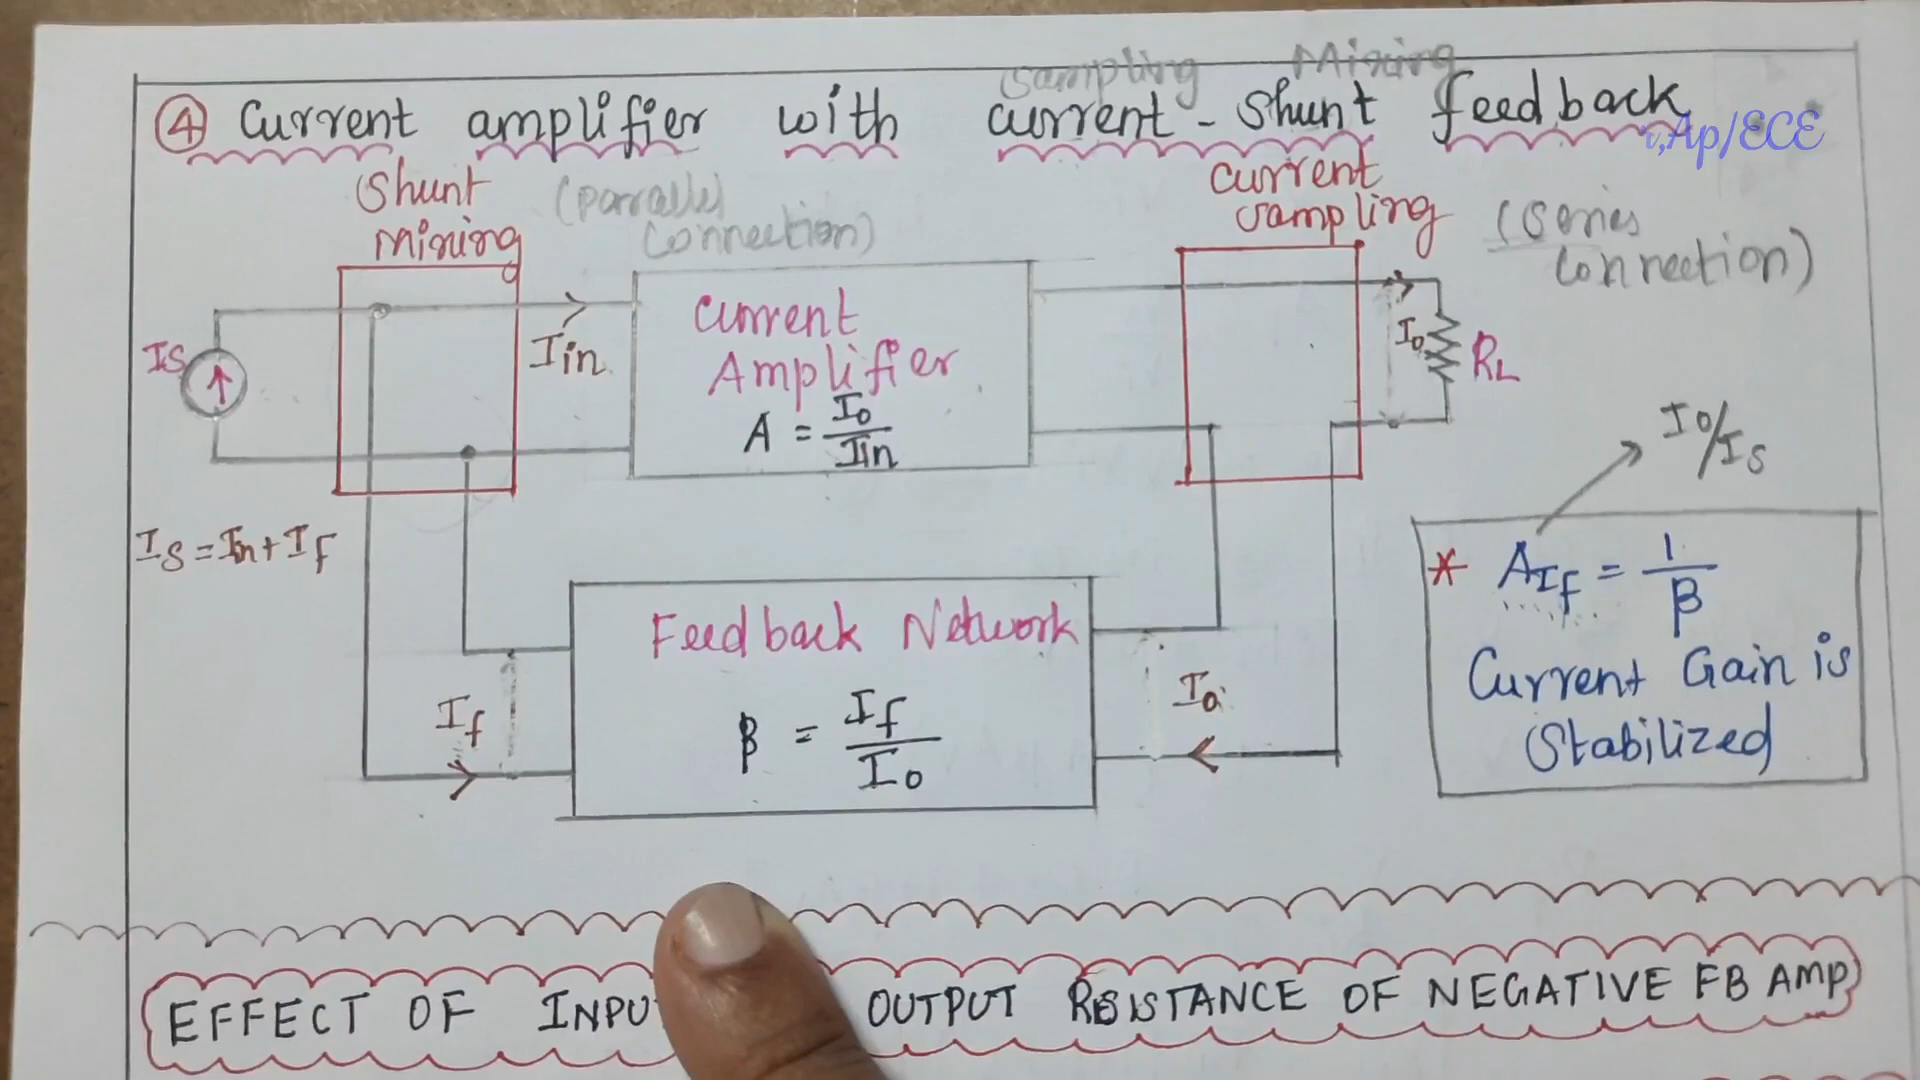 (Sampling Mixing
④ Current amplifier with current-shunt feedback
r,Ap/ECE
Shunt Mixing
(parallel connection)
Current Sampling
(Series Connection)
IS
Iin
Current Amplifier
A = Io/Iin
Io
RL
Io/Is
Is = Iin + If
* AIf = 1/β
Current Gain is
Stabilized
Feedback Network
β = If/Io
If
Io
EFFECT OF INPU OUTPUT RESISTANCE OF NEGATIVE FB AMP